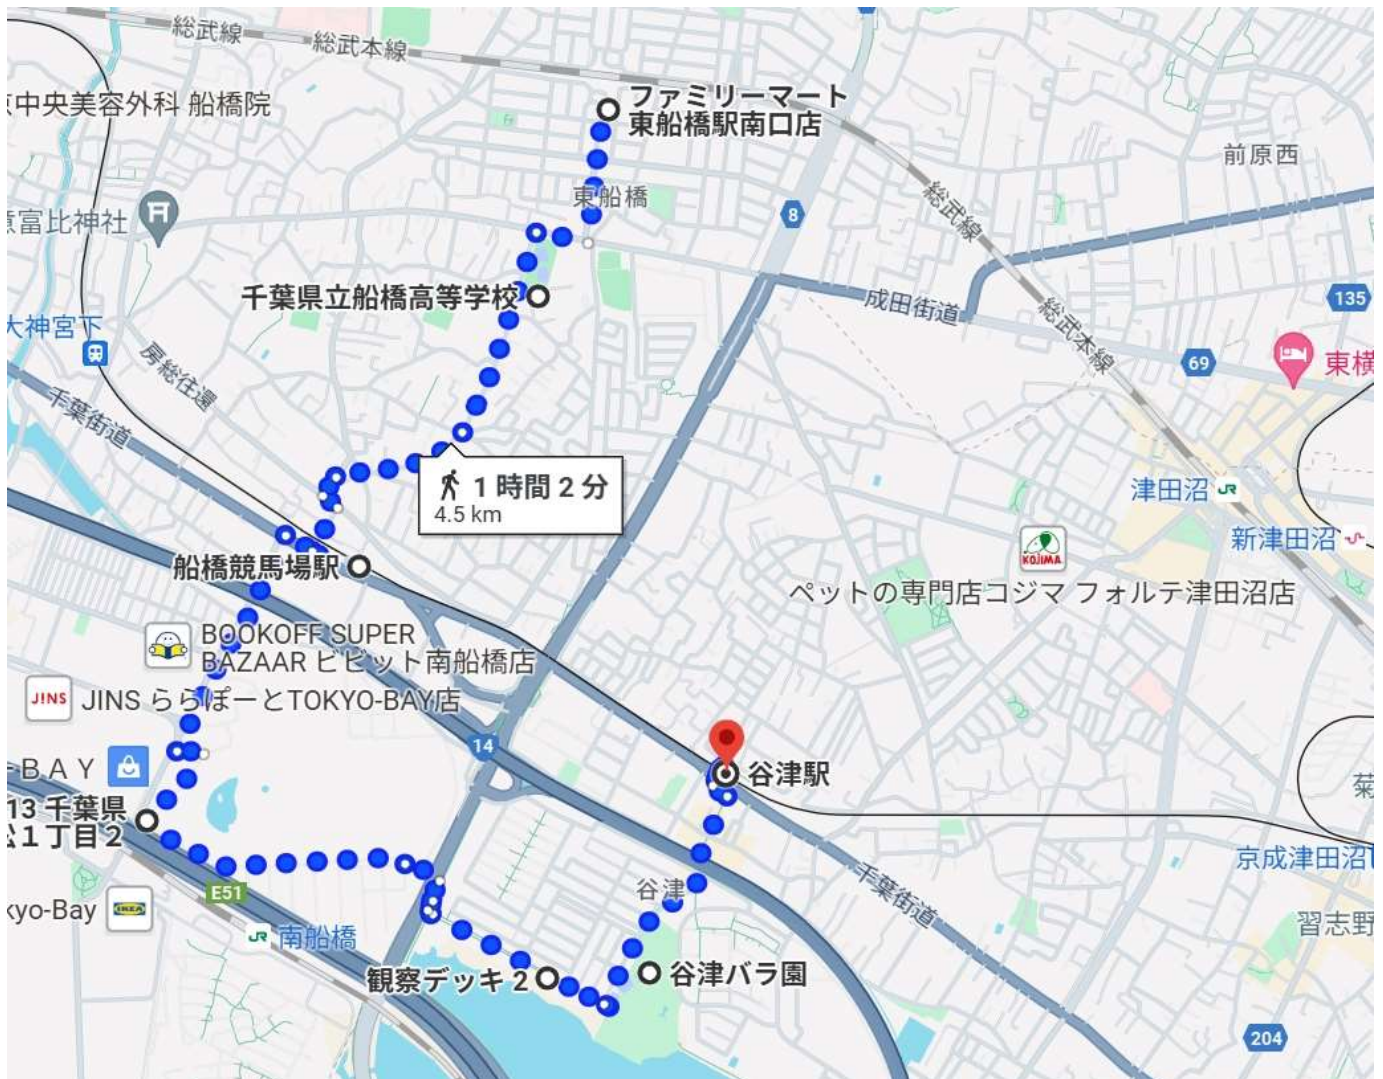 総武線
総武本線
ファミリーマート
東船橋駅南口店
中央美容外科 船橋院
前原西
8
総武線
東船橋
意富比神社
千葉県立船橋高等学校
成田街道
135
総武本線
大神宮下
房総往還
69
東横
千葉街道
1 時間 2 分
4.5 km
津田沼
JR
新津田沼
KOJIMA
船橋競馬場駅
ペットの専門店コジマ フォルテ津田沼店
BOOKOFF SUPER
BAZAAR ビビット南船橋店
JINS
JINS ららぽーとTOKYO-BAY店
14
BAY
谷津駅
菊
13 千葉県
1丁目2
京成津田沼
千葉街道
E51
谷津
kyo-Bay
IKEA
JR
南船橋
習志野
観察デッキ 2
谷津バラ園
204